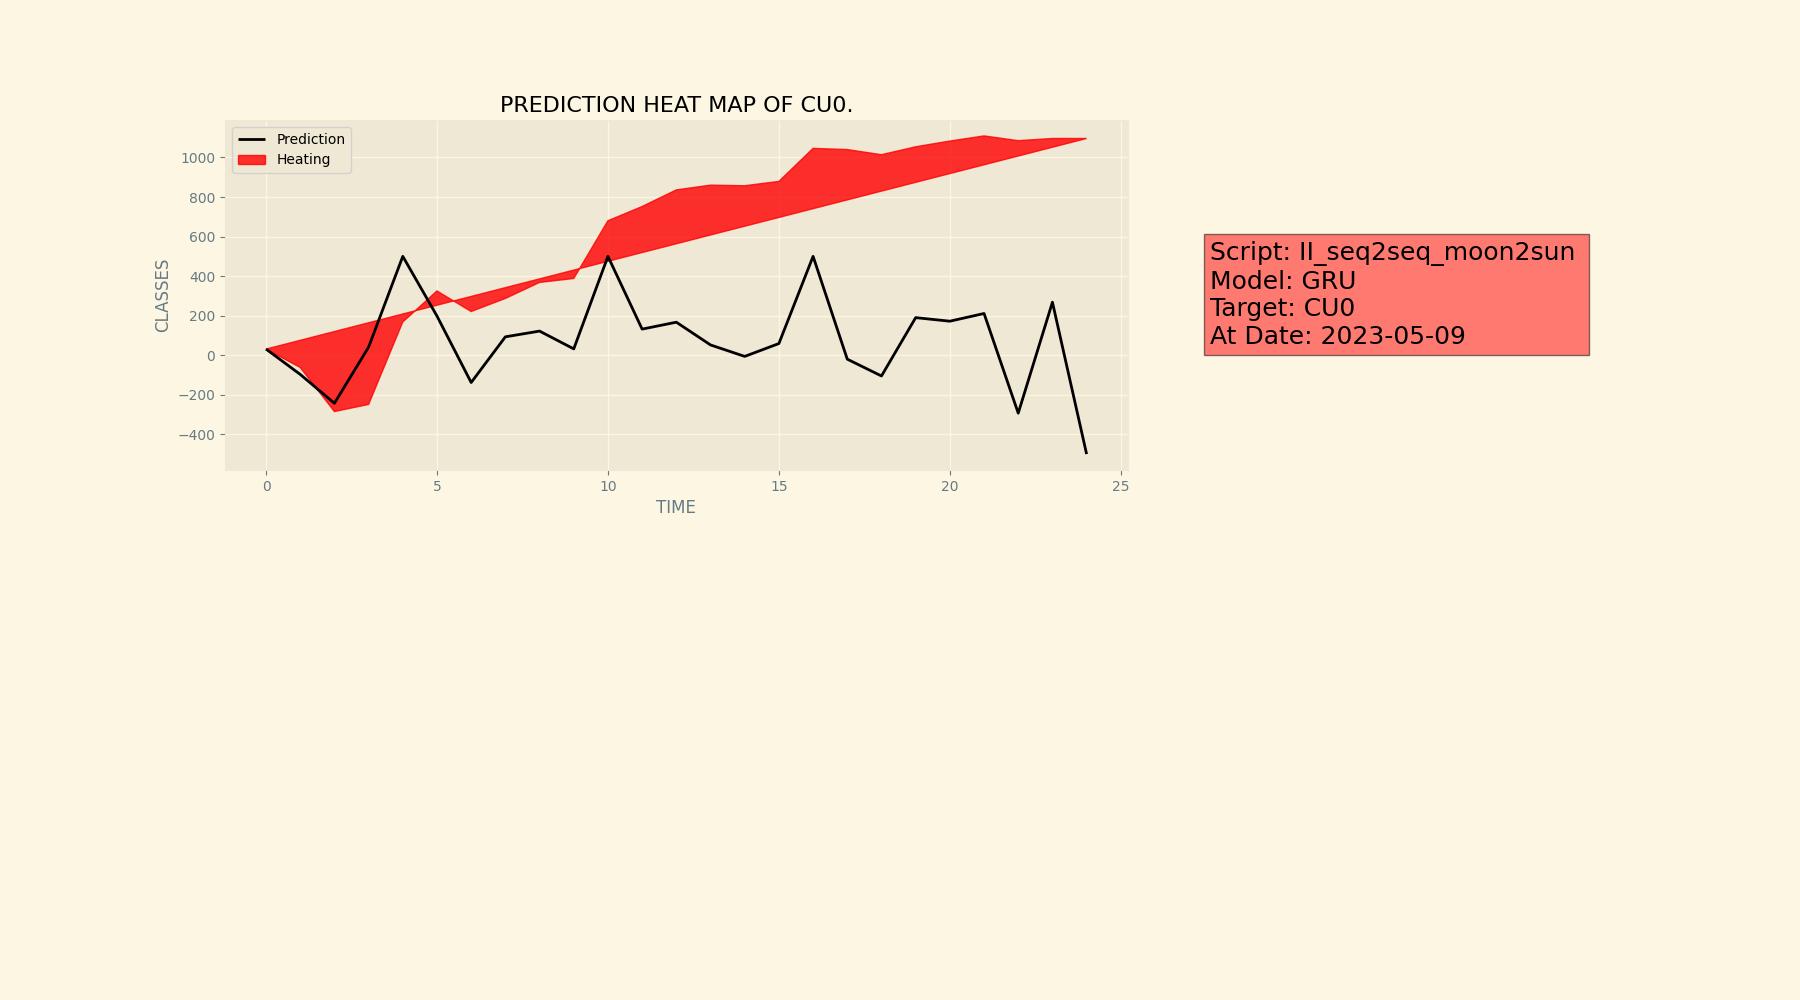 PREDICTION HEAT MAP OF CU0.
Prediction
Heating
1000
800
600
400
200
0
−200
−400
CLASSES
0 5 10 15 20 25
TIME
Script: II_seq2seq_moon2sun
Model: GRU
Target: CU0
At Date: 2023-05-09